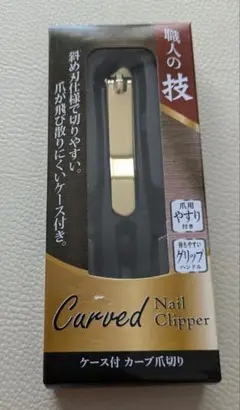 職人の技
斜め刃仕様で切りやすい。
爪が飛び散りにくいケース付き。
爪用
やすり
付き
持ちやすい
グリップ
ハンドル
Curved
Nail
Clipper
ケース付 カーブ爪切り